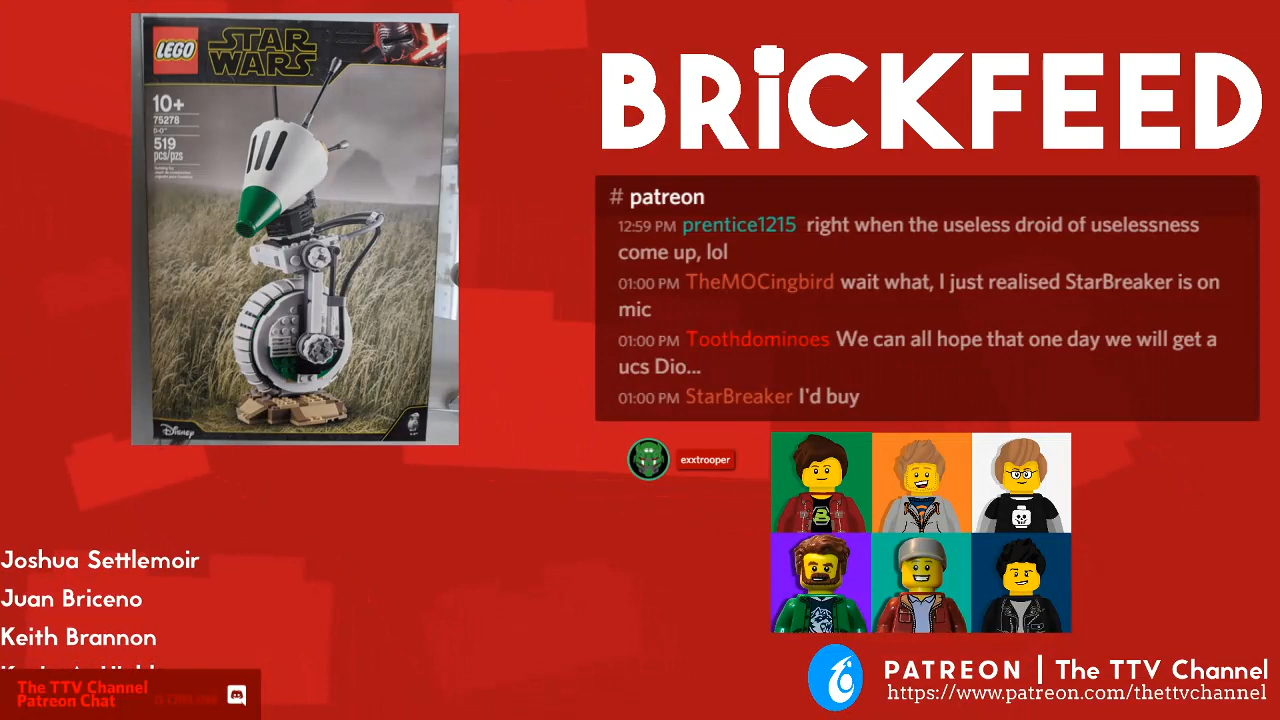 LEGO
STAR
WARS
10+
75278
D-O™
519
pcs/pzs
Disney
BRiCKFEED
# patreon
12:59 PM prentice1215 right when the useless droid of uselessness
come up, lol
01:00 PM TheMOCingbird wait what, I just realised StarBreaker is on
mic
01:00 PM Toothdominoes We can all hope that one day we will get a
ucs Dio...
01:00 PM StarBreaker I'd buy
exxtrooper
Joshua Settlemoir
Juan Briceno
Keith Brannon
The TTV Channel
Patreon Chat
PATREON | The TTV Channel
https://www.patreon.com/thettvchannel